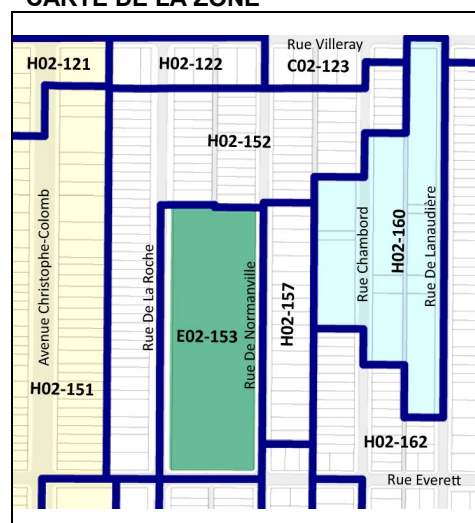 CARTE DE LA ZONE
Rue Villeray
H02-121
H02-122
C02-123
H02-152
Avenue Christophe-Colomb
Rue De La Roche
E02-153
Rue De Normanville
H02-157
Rue Chambord
H02-160
Rue De Lanaudière
H02-151
H02-162
Rue Everett